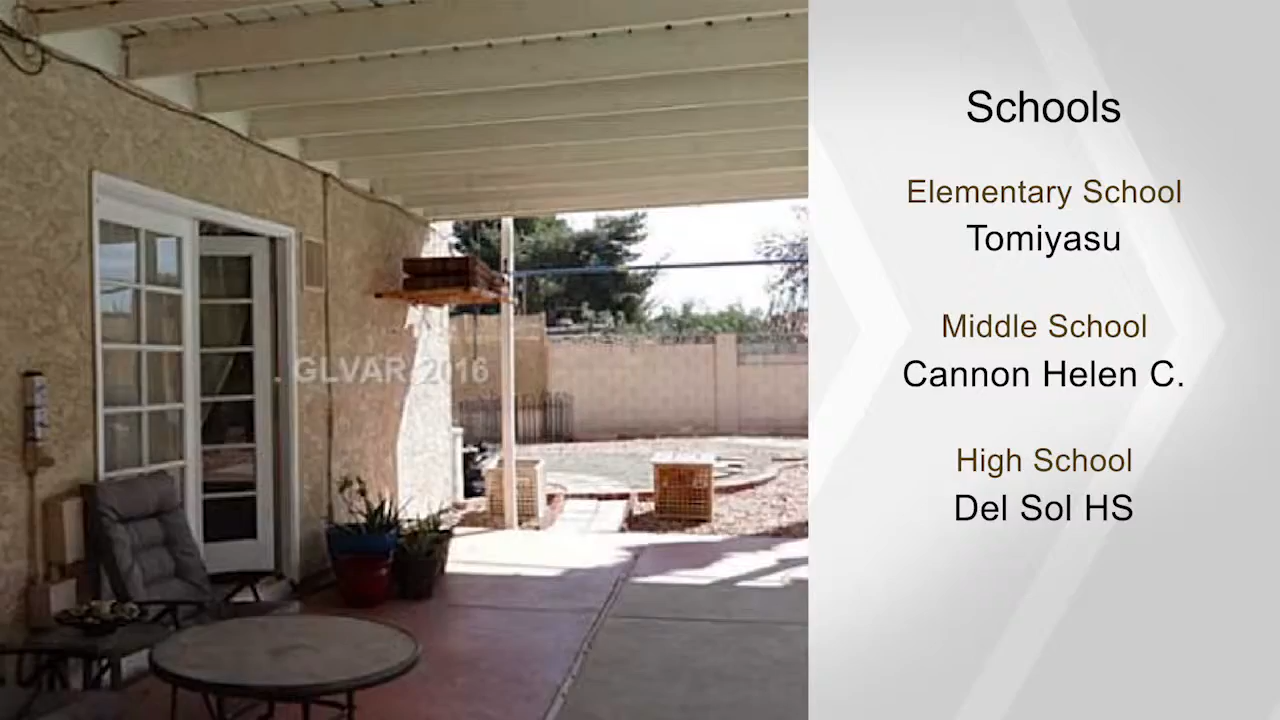 . GLVAR 2016
Schools
Elementary School
Tomiyasu
Middle School
Cannon Helen C.
High School
Del Sol HS